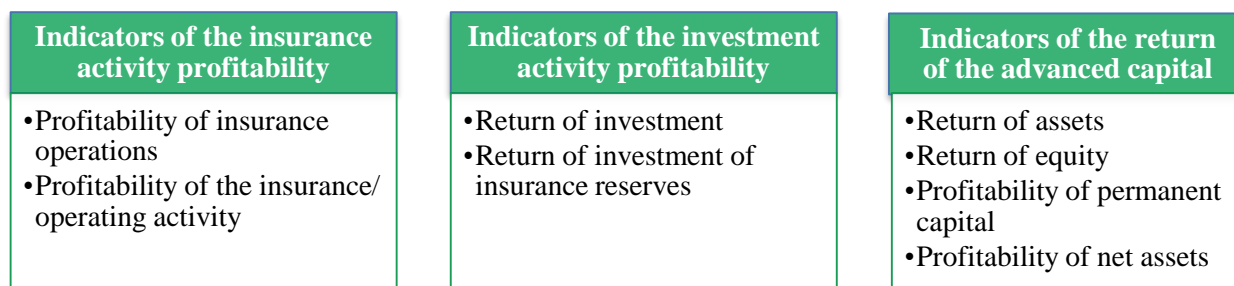 Indicators of the insurance
activity profitability
•Profitability of insurance
operations
•Profitability of the insurance/
operating activity
Indicators of the investment
activity profitability
•Return of investment
•Return of investment of
insurance reserves
Indicators of the return
of the advanced capital
•Return of assets
•Return of equity
•Profitability of permanent
capital
•Profitability of net assets